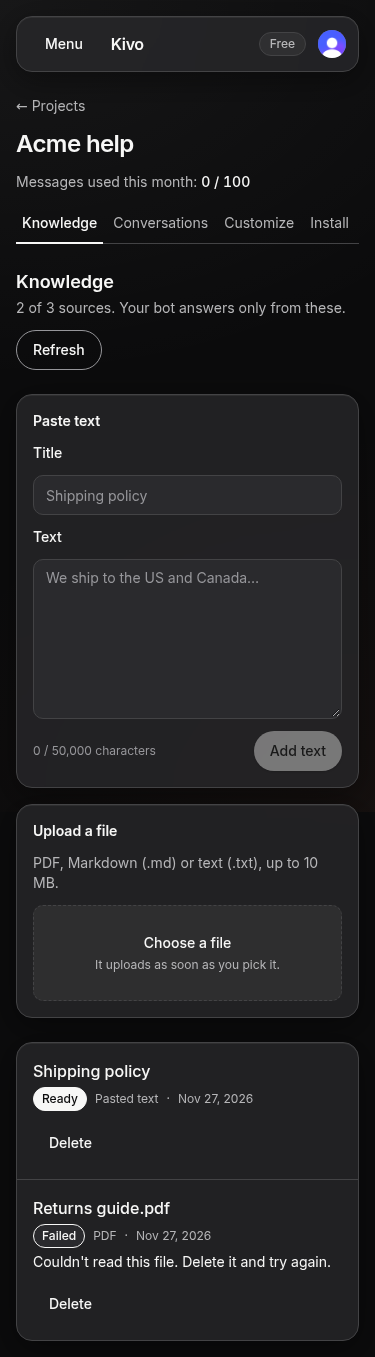 Menu Kivo Free
← Projects
Acme help
Messages used this month: 0 / 100
Knowledge Conversations Customize Install
Knowledge
2 of 3 sources. Your bot answers only from these.
Refresh
Paste text
Title
Shipping policy
Text
We ship to the US and Canada...
0 / 50,000 characters Add text
Upload a file
PDF, Markdown (.md) or text (.txt), up to 10
MB.
Choose a file
It uploads as soon as you pick it.
Shipping policy
Ready Pasted text · Nov 27, 2026
Delete
Returns guide.pdf
Failed PDF · Nov 27, 2026
Couldn't read this file. Delete it and try again.
Delete